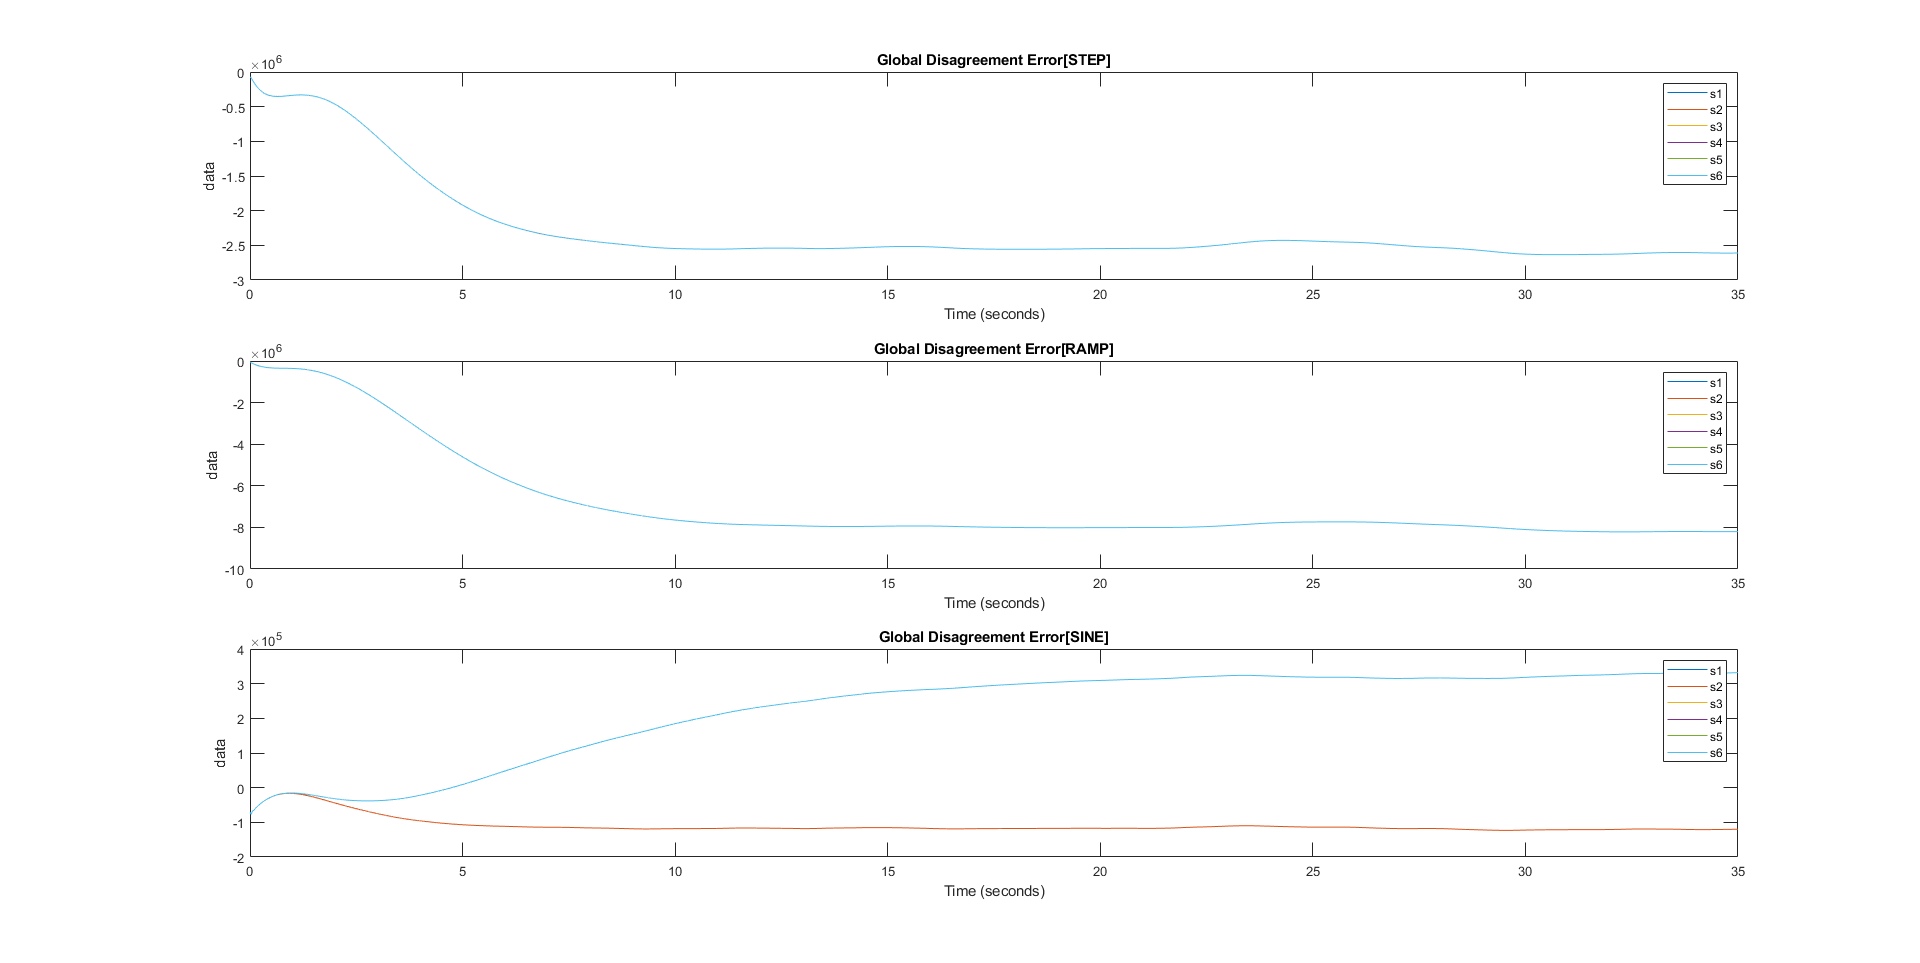 Global Disagreement Error[STEP]
×10^6
0
-0.5
-1
-1.5
-2
-2.5
-3
data
0 5 10 15 20 25 30 35
Time (seconds)
s1
s2
s3
s4
s5
s6
Global Disagreement Error[RAMP]
×10^6
0
-2
-4
-6
-8
-10
data
0 5 10 15 20 25 30 35
Time (seconds)
s1
s2
s3
s4
s5
s6
Global Disagreement Error[SINE]
×10^5
4
3
2
1
0
-1
-2
data
0 5 10 15 20 25 30 35
Time (seconds)
s1
s2
s3
s4
s5
s6